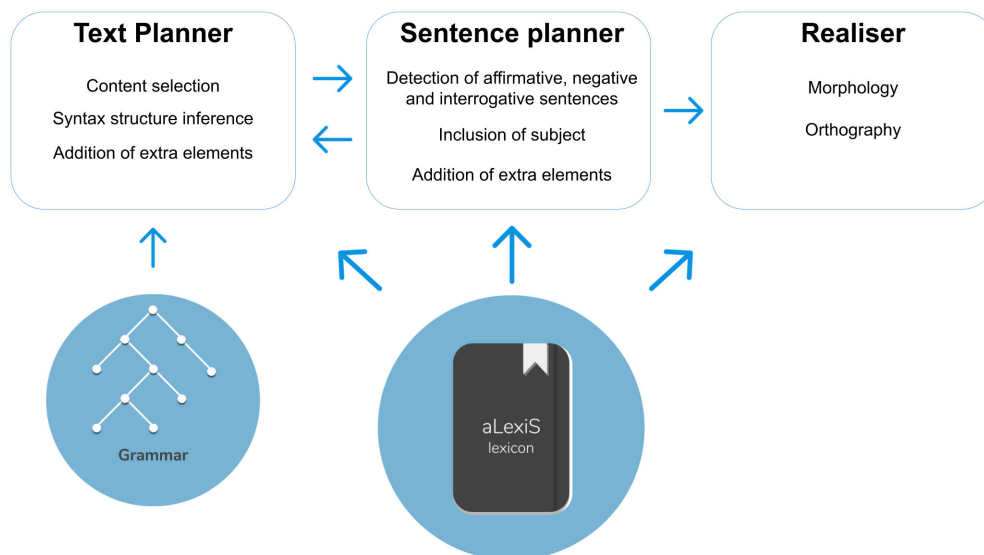 Text Planner
Content selection
Syntax structure inference
Addition of extra elements
Sentence planner
Detection of affirmative, negative
and interrogative sentences
Inclusion of subject
Addition of extra elements
Realiser
Morphology
Orthography
Grammar
aLexiS
lexicon